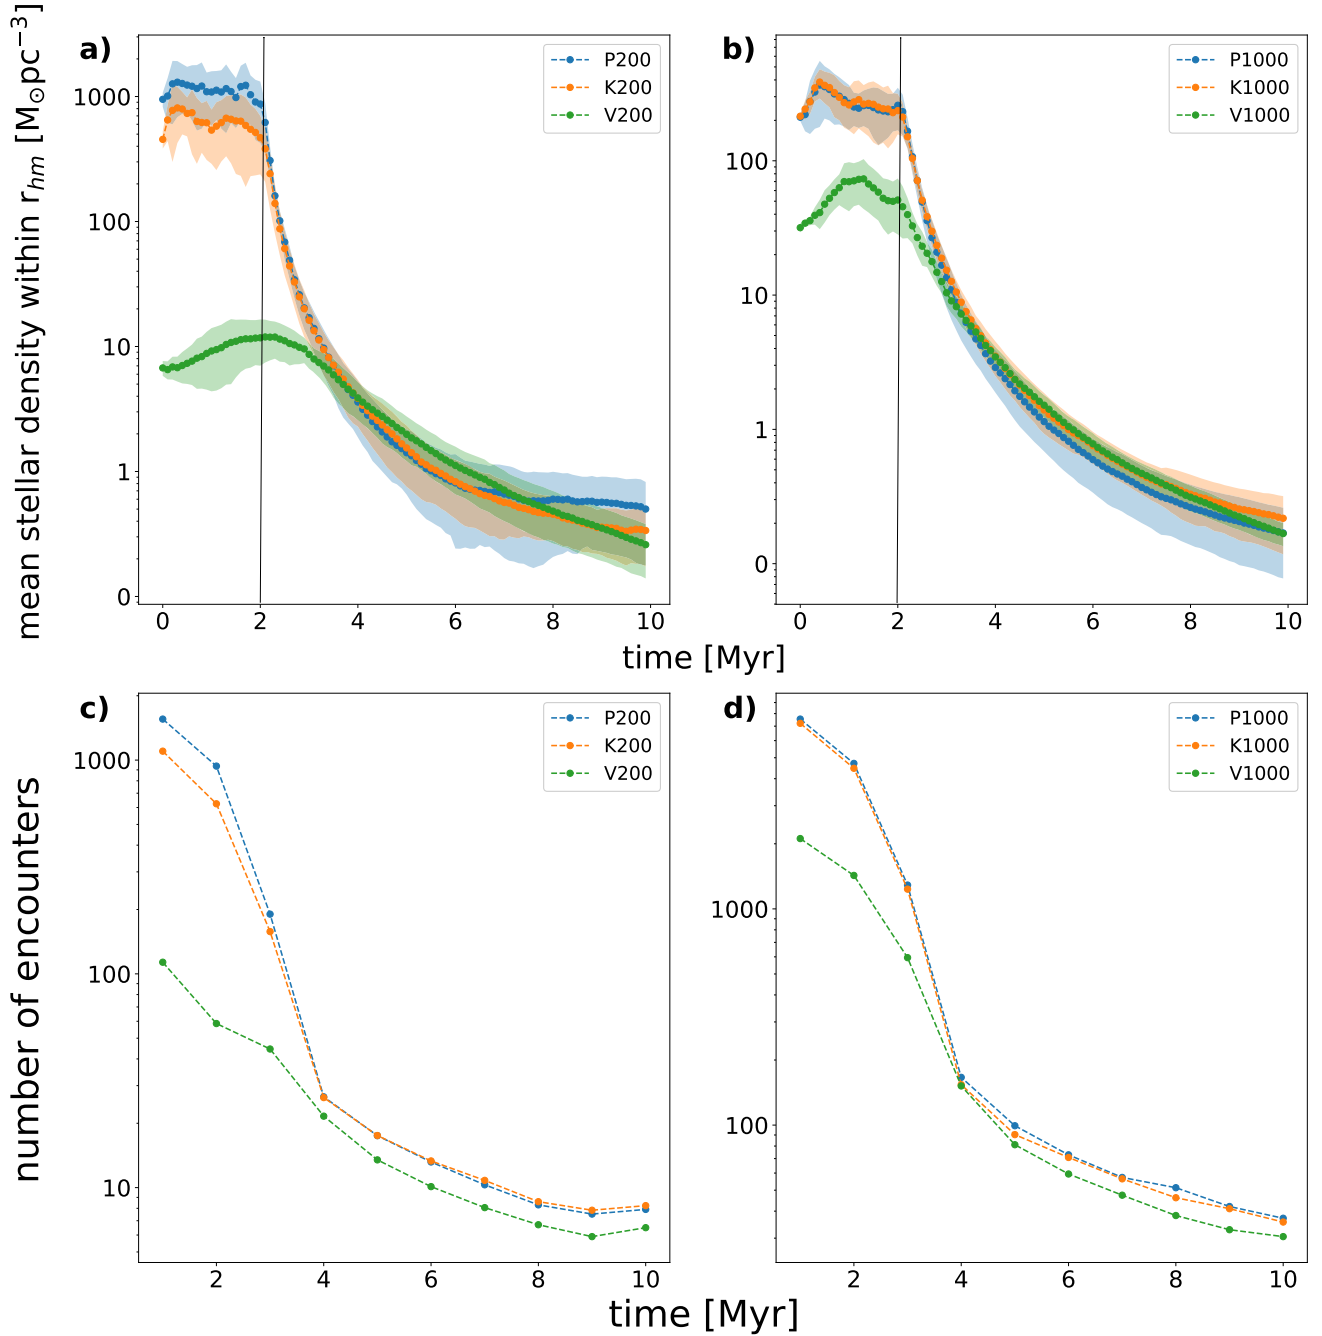 mean stellar density within r_hm [M⊙pc⁻³]
a)
P200
K200
V200
1000
100
10
1
0
0 2 4 6 8 10
b)
P1000
K1000
V1000
100
10
1
0
0 2 4 6 8 10
time [Myr]
number of encounters
c)
P200
K200
V200
1000
100
10
2 4 6 8 10
d)
P1000
K1000
V1000
1000
100
2 4 6 8 10
time [Myr]